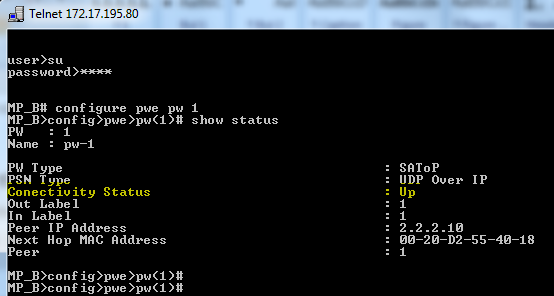 Telnet 172.17.195.80
user>su
password>****
MP_B# configure pwe pw 1
MP_B>config>pwe>pw(1)# show status
PW : 1
Name : pw-1
PW Type : SAToP
PSN Type : UDP Over IP
Conectivity Status : Up
Out Label : 1
In Label : 1
Peer IP Address : 2.2.2.10
Next Hop MAC Address : 00-20-D2-55-40-18
Peer : 1
MP_B>config>pwe>pw(1)#
MP_B>config>pwe>pw(1)#